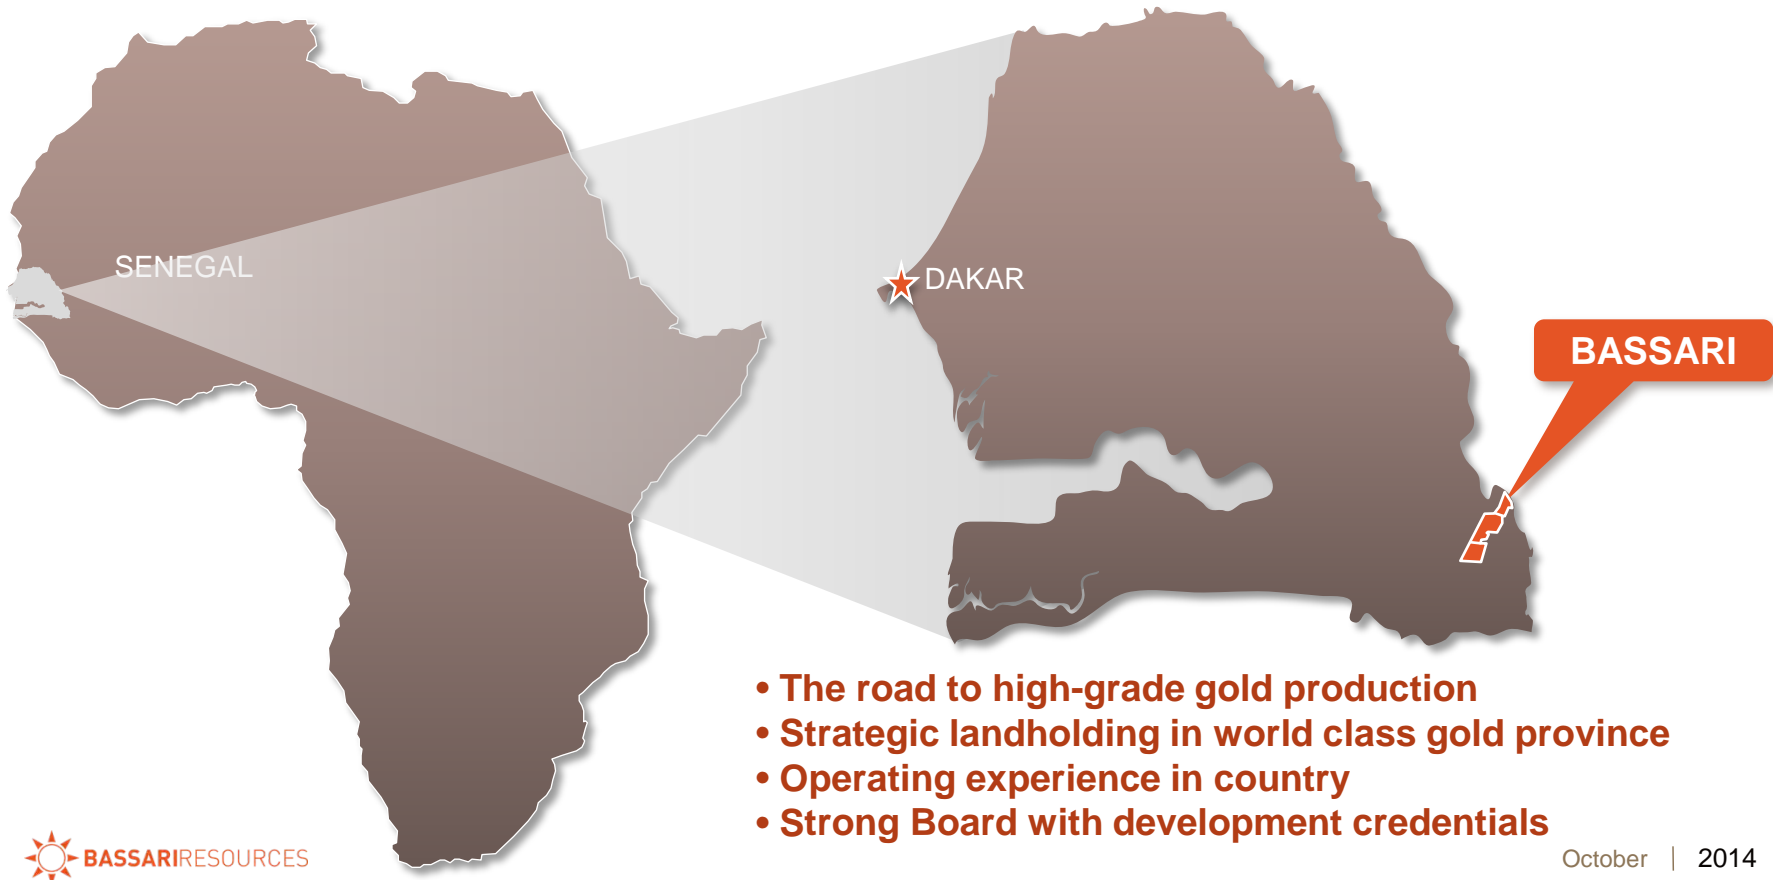 SENEGAL
DAKAR
BASSARI
• The road to high-grade gold production
• Strategic landholding in world class gold province
• Operating experience in country
• Strong Board with development credentials
BASSARIRESOURCES
October | 2014